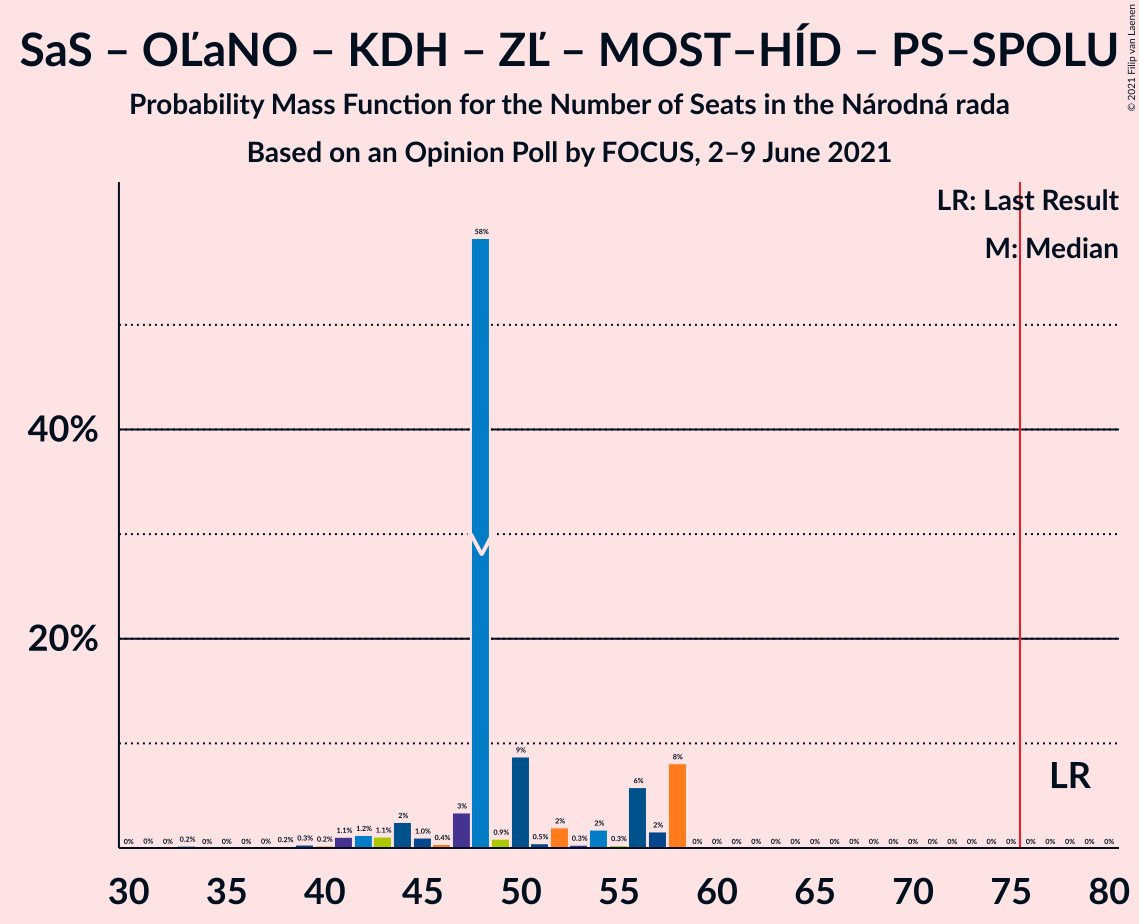 SaS – OĽaNO – KDH – ZĽ – MOST–HÍD – PS–SPOLU
Probability Mass Function for the Number of Seats in the Národná rada
Based on an Opinion Poll by FOCUS, 2–9 June 2021
© 2021 Filip van Laenen
LR: Last Result
M: Median
58%
40%
20%
9%
8%
6%
3%
2%
2%
2%
2%
1.1% 1.2% 1.1% 1.0% 0.9%
0% 0% 0% 0.2% 0% 0% 0% 0% 0.2% 0.3% 0.2% 0.4% 0.5% 0.3% 0.3% 0% 0% 0% 0% 0% 0% 0% 0% 0% 0% 0% 0% 0% 0% 0% 0% 0% 0% 0% 0% 0% 0%
LR
30 35 40 45 50 55 60 65 70 75 80